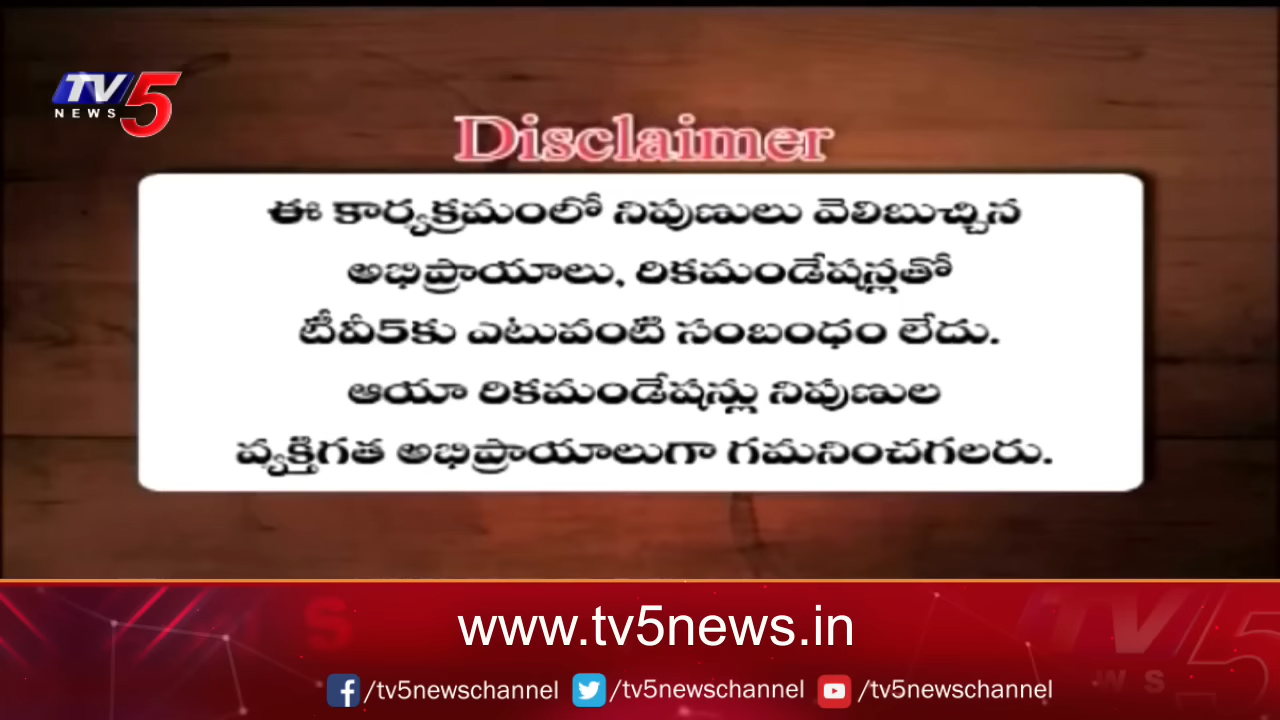 TV5
NEWS
Disclaimer
ఈ కార్యక్రమంలో నిపుణులు వెలిబుచ్చిన
అభిప్రాయాలు, రికమండేషన్లతో
టీవీ5కు ఎటువంటి సంబంధం లేదు.
ఆయా రికమండేషన్లు నిపుణుల
వ్యక్తిగత అభిప్రాయాలుగా గమనించగలరు.
www.tv5news.in
/tv5newschannel /tv5newschannel /tv5newschannel